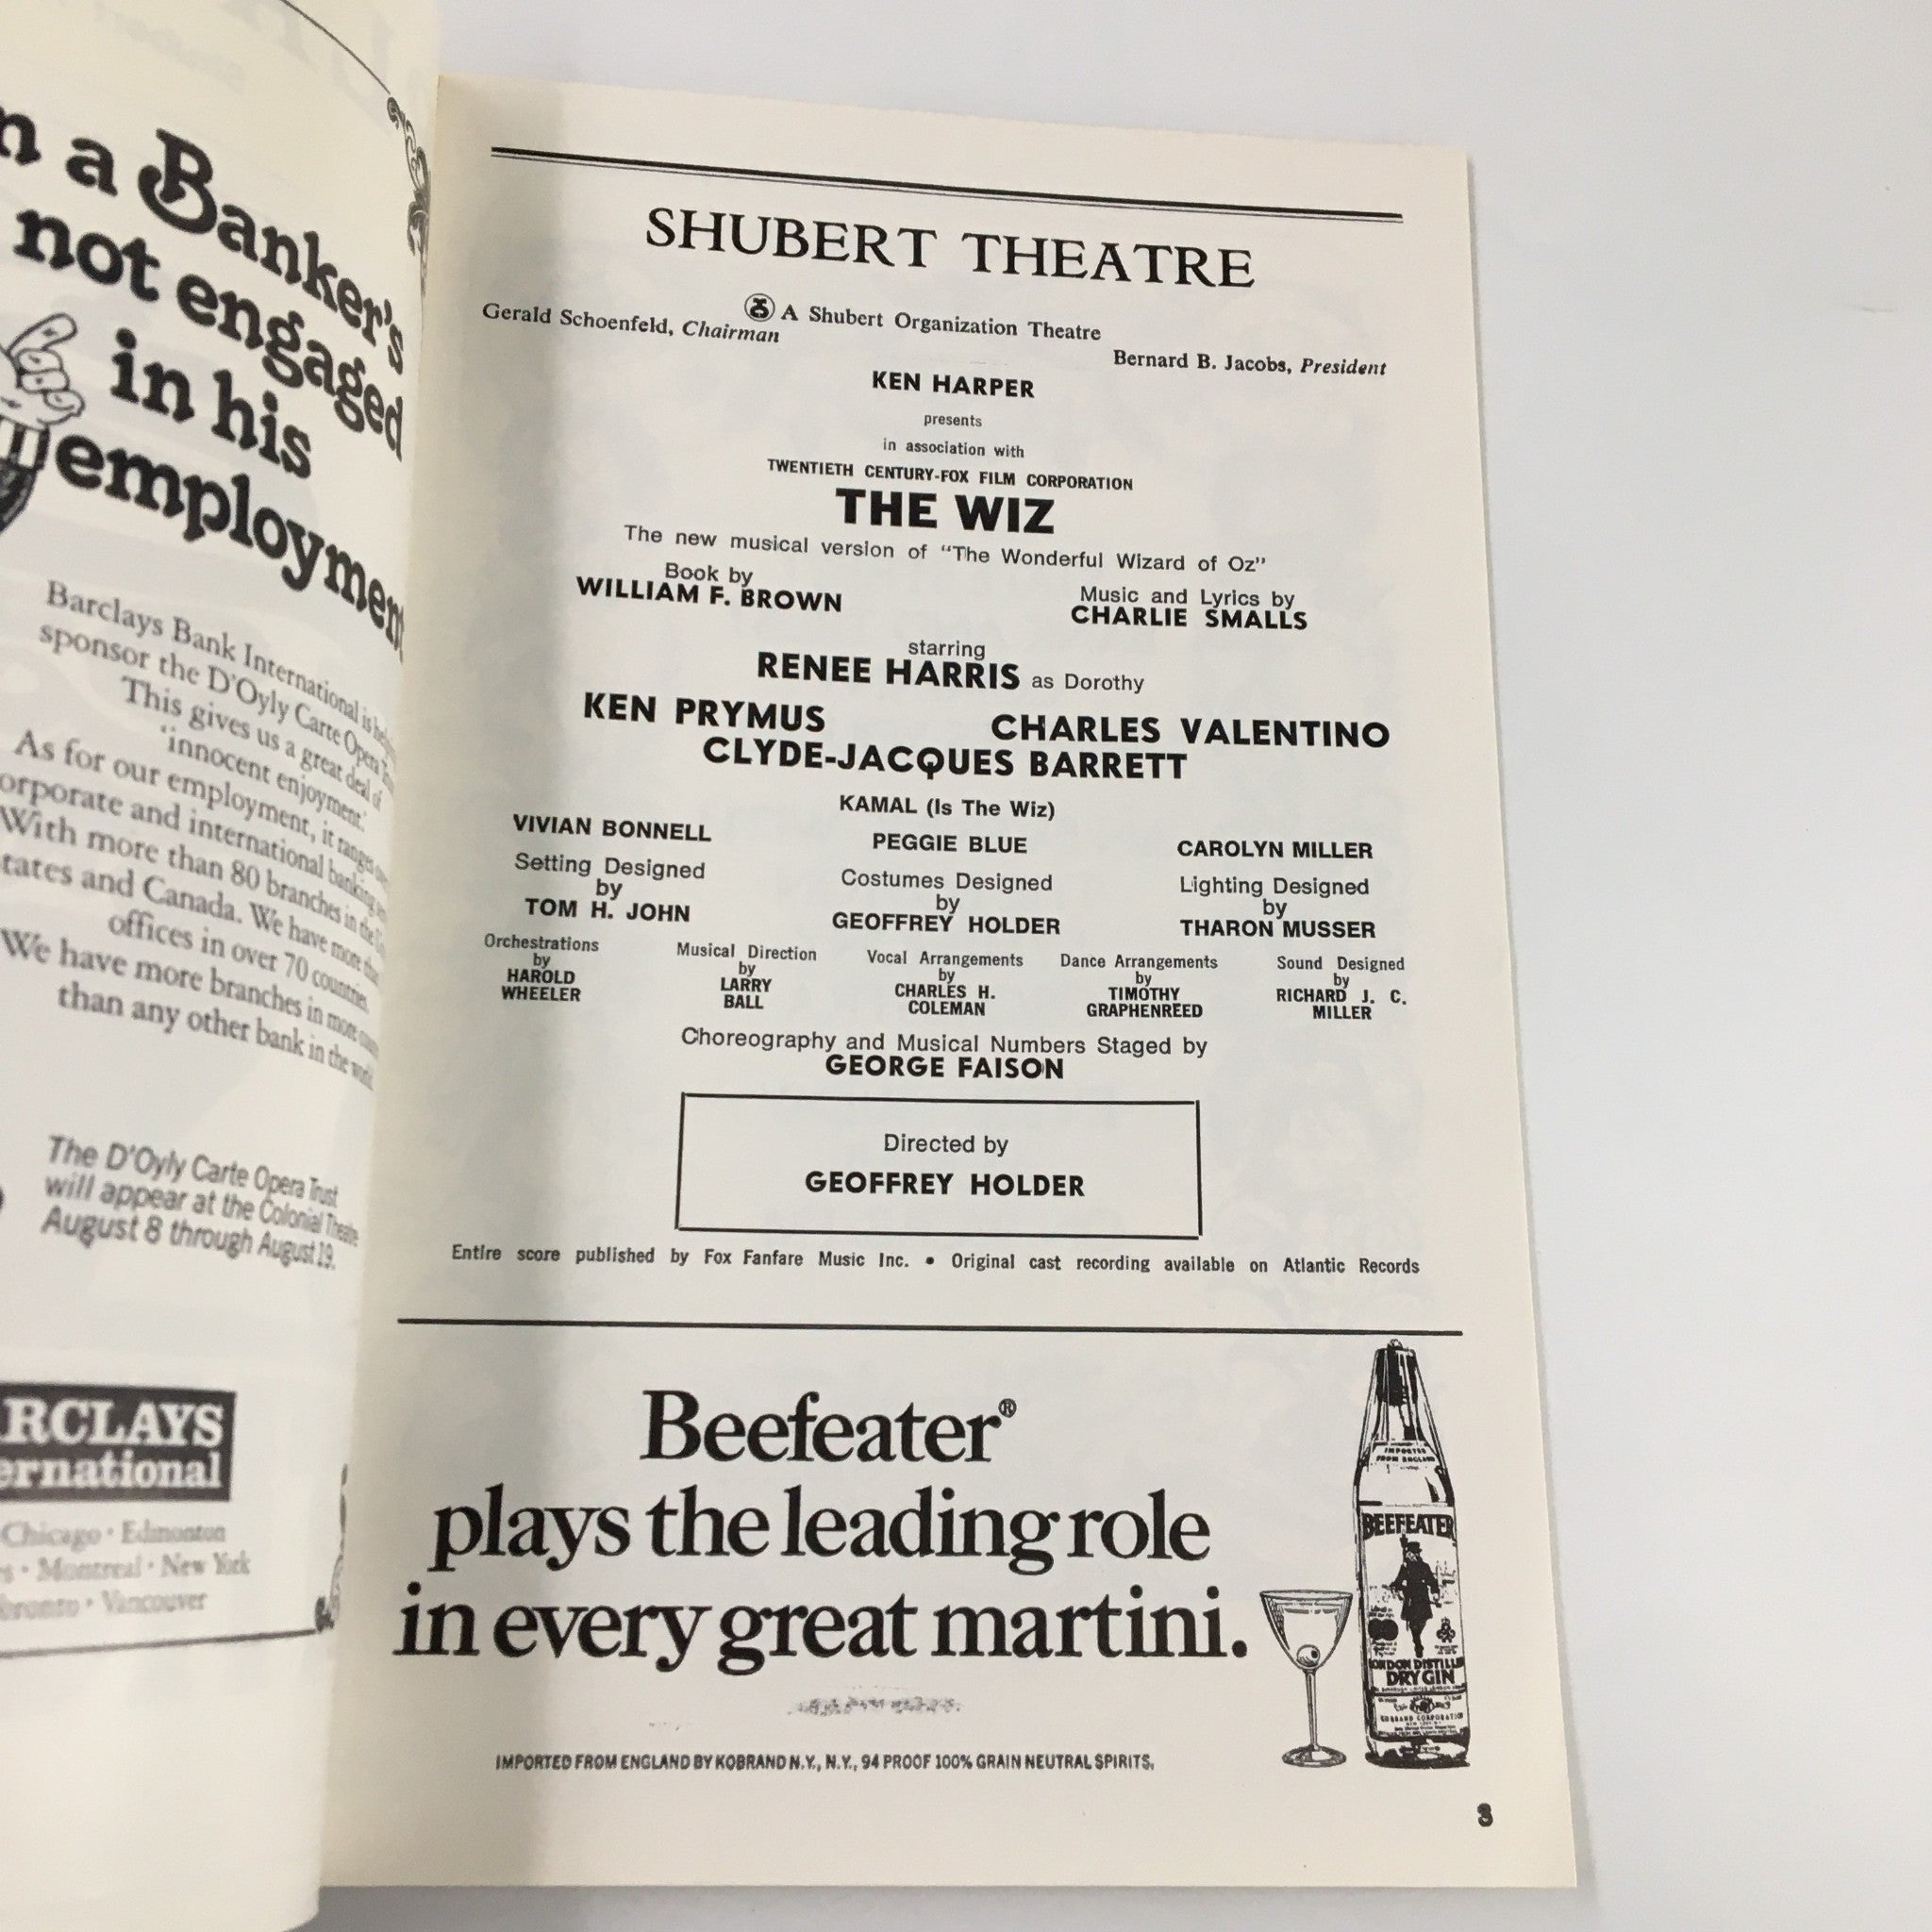 n a Banker's
not engaged
in his
employment
Barclays Bank International is
sponsor the D'Oyly Carte Opera
This gives us a great deal of
'innocent enjoyment.'
As for our employment, it ranges
orporate and international banking
With more than 80 branches in the
tates and Canada. We have more than
offices in over 70 countries.
We have more branches in more
than any other bank in the world.
The D'Oyly Carte Opera Trust
will appear at the Colonial Theatre
August 8 through August 19.
RCLAYS
ernational
Chicago · Edmonton
s · Montreal · New York
oronto · Vancouver
SHUBERT THEATRE
A Shubert Organization Theatre
Gerald Schoenfeld, Chairman
Bernard B. Jacobs, President
KEN HARPER
presents
in association with
TWENTIETH CENTURY-FOX FILM CORPORATION
THE WIZ
The new musical version of "The Wonderful Wizard of Oz"
Book by
WILLIAM F. BROWN
Music and Lyrics by
CHARLIE SMALLS
starring
RENEE HARRIS as Dorothy
KEN PRYMUS CHARLES VALENTINO
CLYDE-JACQUES BARRETT
KAMAL (Is The Wiz)
VIVIAN BONNELL PEGGIE BLUE CAROLYN MILLER
Setting Designed
by
TOM H. JOHN
Costumes Designed
by
GEOFFREY HOLDER
Lighting Designed
by
THARON MUSSER
Orchestrations
by
HAROLD
WHEELER
Musical Direction
by
LARRY
BALL
Vocal Arrangements
by
CHARLES H.
COLEMAN
Dance Arrangements
by
TIMOTHY
GRAPHENREED
Sound Designed
by
RICHARD J. C.
MILLER
Choreography and Musical Numbers Staged by
GEORGE FAISON
Directed by
GEOFFREY HOLDER
Entire score published by Fox Fanfare Music Inc. • Original cast recording available on Atlantic Records
Beefeater®
plays the leading role
in every great martini.
IMPORTED FROM ENGLAND BY KOBRAND N.Y., N.Y., 94 PROOF 100% GRAIN NEUTRAL SPIRITS.
IMPORTED
FROM ENGLAND
BEEFEATER
LONDON DISTILLED
DRY GIN
KOBRAND CORPORATION
3